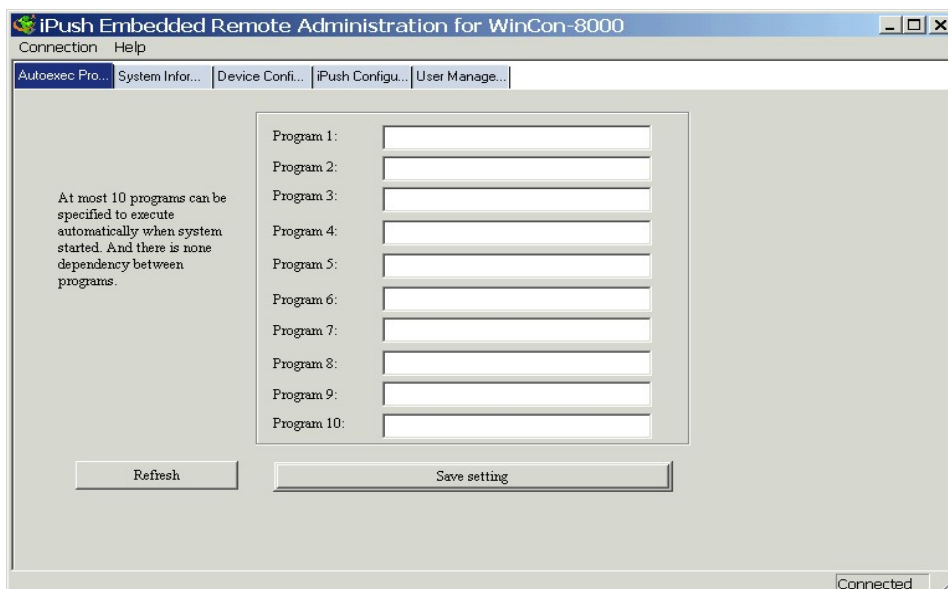 iPush Embedded Remote Administration for WinCon-8000
Connection Help
Autoexec Pro... System Infor... Device Confi... iPush Configu... User Manage...
At most 10 programs can be
specified to execute
automatically when system
started. And there is none
dependency between
programs.
Program 1:
Program 2:
Program 3:
Program 4:
Program 5:
Program 6:
Program 7:
Program 8:
Program 9:
Program 10:
Refresh Save setting
Connected